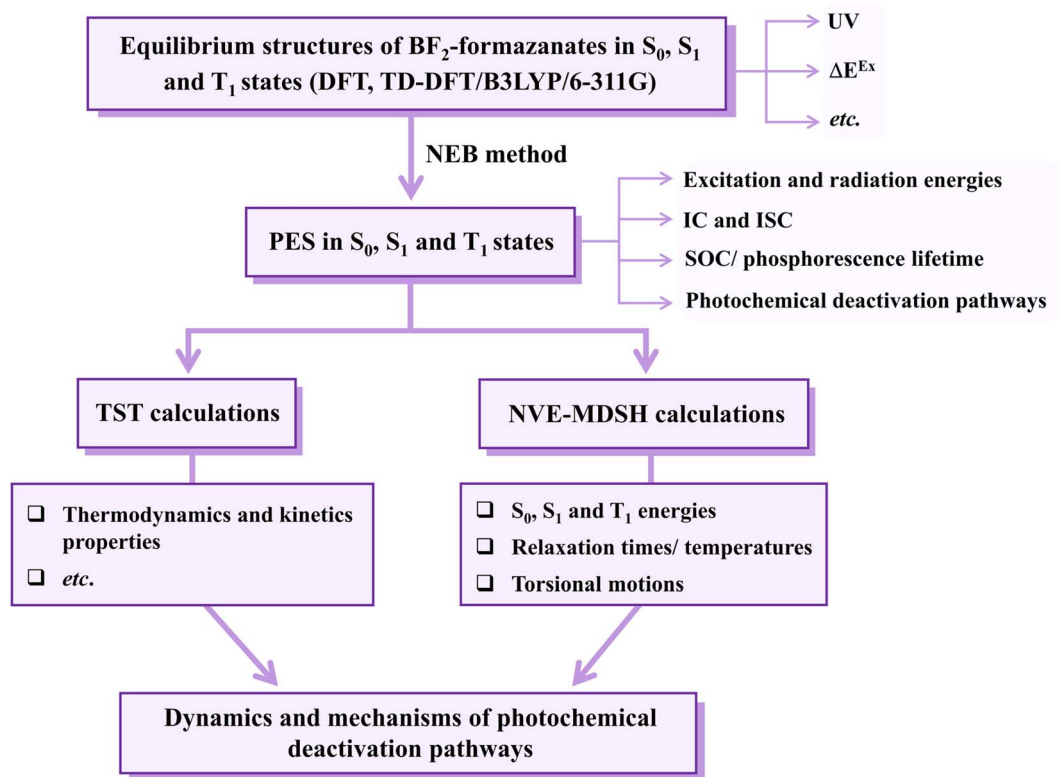 Equilibrium structures of BF₂-formazanates in S₀, S₁
and T₁ states (DFT, TD-DFT/B3LYP/6-311G)
UV
ΔEᴱˣ
etc.
NEB method
PES in S₀, S₁ and T₁ states
Excitation and radiation energies
IC and ISC
SOC/ phosphorescence lifetime
Photochemical deactivation pathways
TST calculations
NVE-MDSH calculations
❑ Thermodynamics and kinetics
properties
❑ etc.
❑ S₀, S₁ and T₁ energies
❑ Relaxation times/ temperatures
❑ Torsional motions
Dynamics and mechanisms of photochemical
deactivation pathways